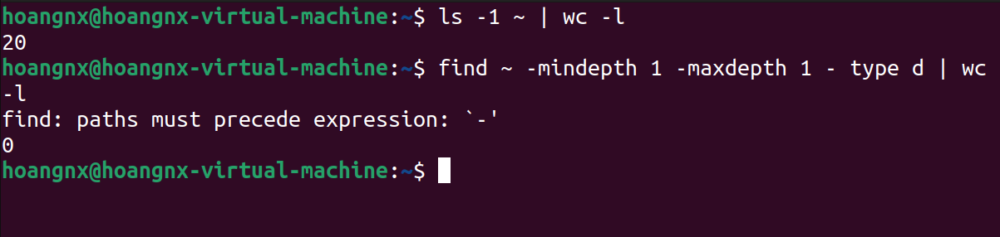 hoangnx@hoangnx-virtual-machine:~$ ls -1 ~ | wc -l
20
hoangnx@hoangnx-virtual-machine:~$ find ~ -mindepth 1 -maxdepth 1 - type d | wc
-l
find: paths must precede expression: `-'
0
hoangnx@hoangnx-virtual-machine:~$